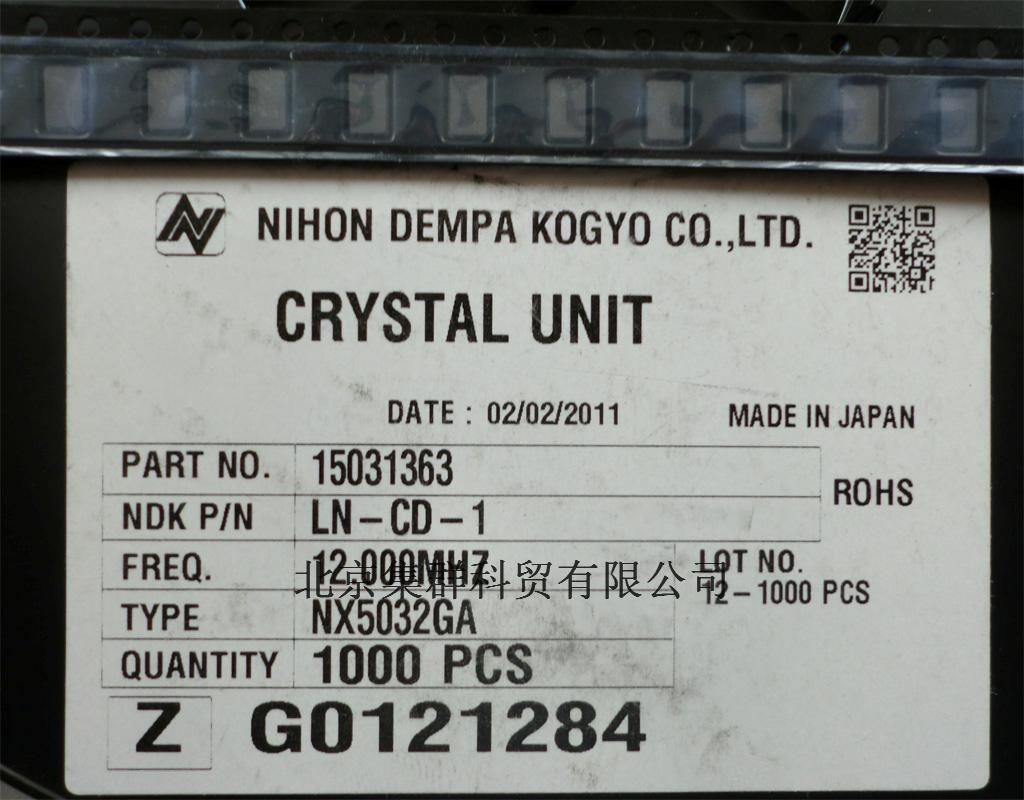 NIHON DEMPA KOGYO CO.,LTD.
CRYSTAL UNIT
DATE : 02/02/2011 MADE IN JAPAN
PART NO. 15031363
ROHS
NDK P/N LN-CD-1
FREQ. 12.000MHZ
LOT NO.
北京集群科贸有限公司
12-1000 PCS
TYPE NX5032GA
QUANTITY 1000 PCS
Z G0121284